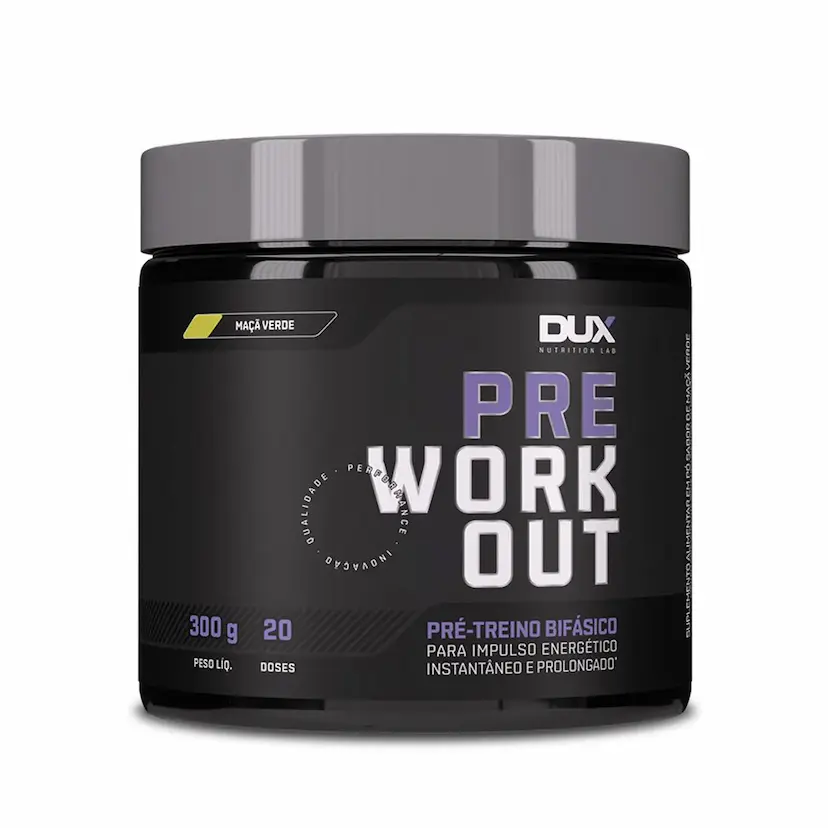 MAÇÃ VERDE
DUX
NUTRITION LAB
PRE
WORK
OUT
QUALIDADE · PERFORMANCE · INOVAÇÃO ·
300 g
PESO LÍQ.
20
DOSES
PRÉ-TREINO BIFÁSICO
PARA IMPULSO ENERGÉTICO
INSTANTÂNEO E PROLONGADO*
SUPLEMENTO ALIMENTAR EM PÓ SABOR DE MAÇÃ VERDE